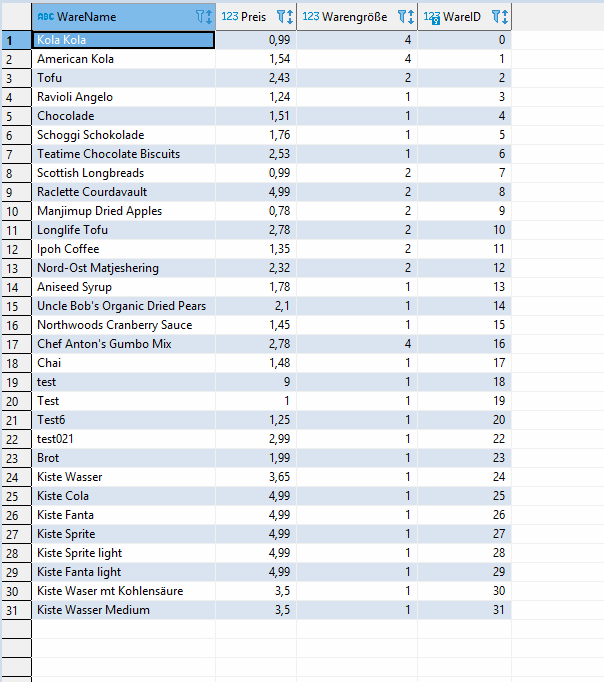 ABC WareName 123 Preis 123 Warengröße 123 WareID
1 Kola Kola 0,99 4 0
2 American Kola 1,54 4 1
3 Tofu 2,43 2 2
4 Ravioli Angelo 1,24 1 3
5 Chocolade 1,51 1 4
6 Schoggi Schokolade 1,76 1 5
7 Teatime Chocolate Biscuits 2,53 1 6
8 Scottish Longbreads 0,99 2 7
9 Raclette Courdavault 4,99 2 8
10 Manjimup Dried Apples 0,78 2 9
11 Longlife Tofu 2,78 2 10
12 Ipoh Coffee 1,35 2 11
13 Nord-Ost Matjeshering 2,32 2 12
14 Aniseed Syrup 1,78 1 13
15 Uncle Bob's Organic Dried Pears 2,1 1 14
16 Northwoods Cranberry Sauce 1,45 1 15
17 Chef Anton's Gumbo Mix 2,78 4 16
18 Chai 1,48 1 17
19 test 9 1 18
20 Test 1 1 19
21 Test6 1,25 1 20
22 test021 2,99 1 22
23 Brot 1,99 1 23
24 Kiste Wasser 3,65 1 24
25 Kiste Cola 4,99 1 25
26 Kiste Fanta 4,99 1 26
27 Kiste Sprite 4,99 1 27
28 Kiste Sprite light 4,99 1 28
29 Kiste Fanta light 4,99 1 29
30 Kiste Waser mt Kohlensäure 3,5 1 30
31 Kiste Wasser Medium 3,5 1 31